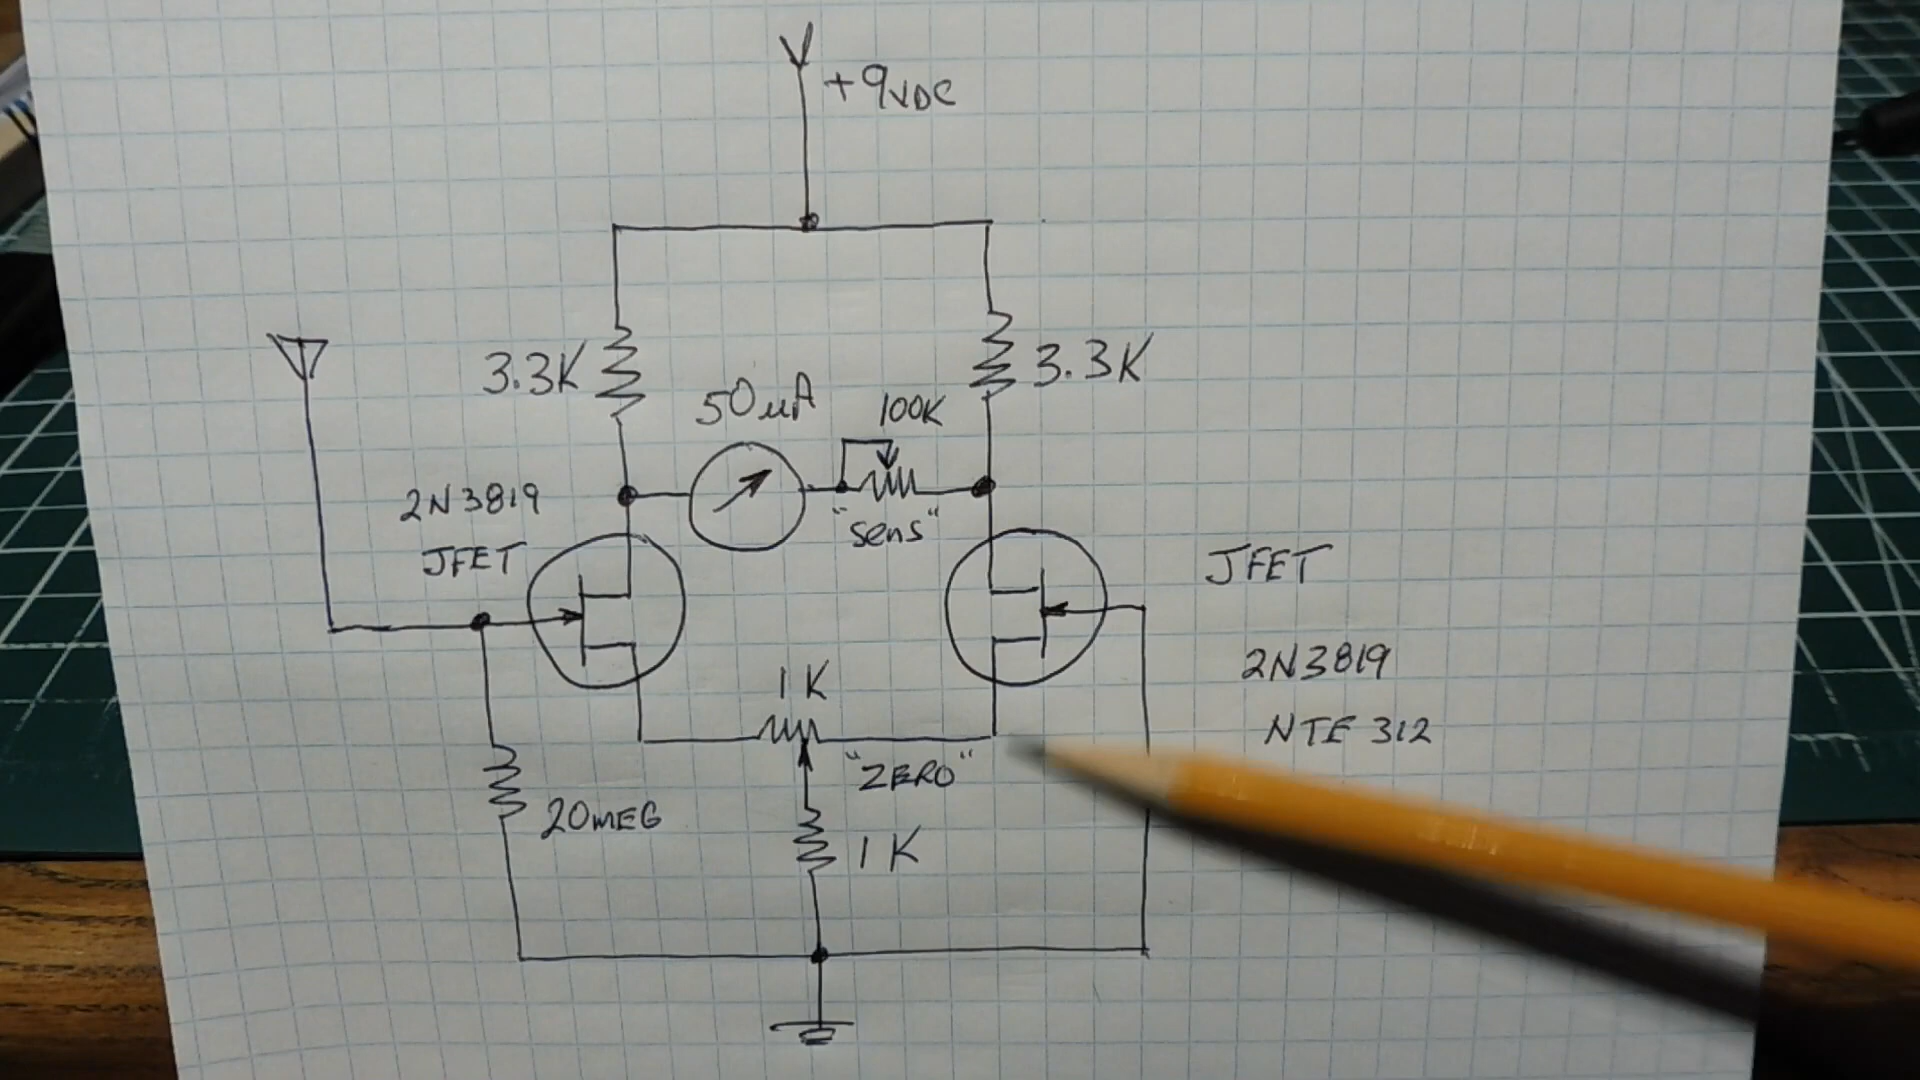 +9VDC
3.3K
3.3K
50uA
100K
2N3819
JFET
"Sens"
JFET
2N3819
NTE 312
1K
"ZERO"
20MEG
1K